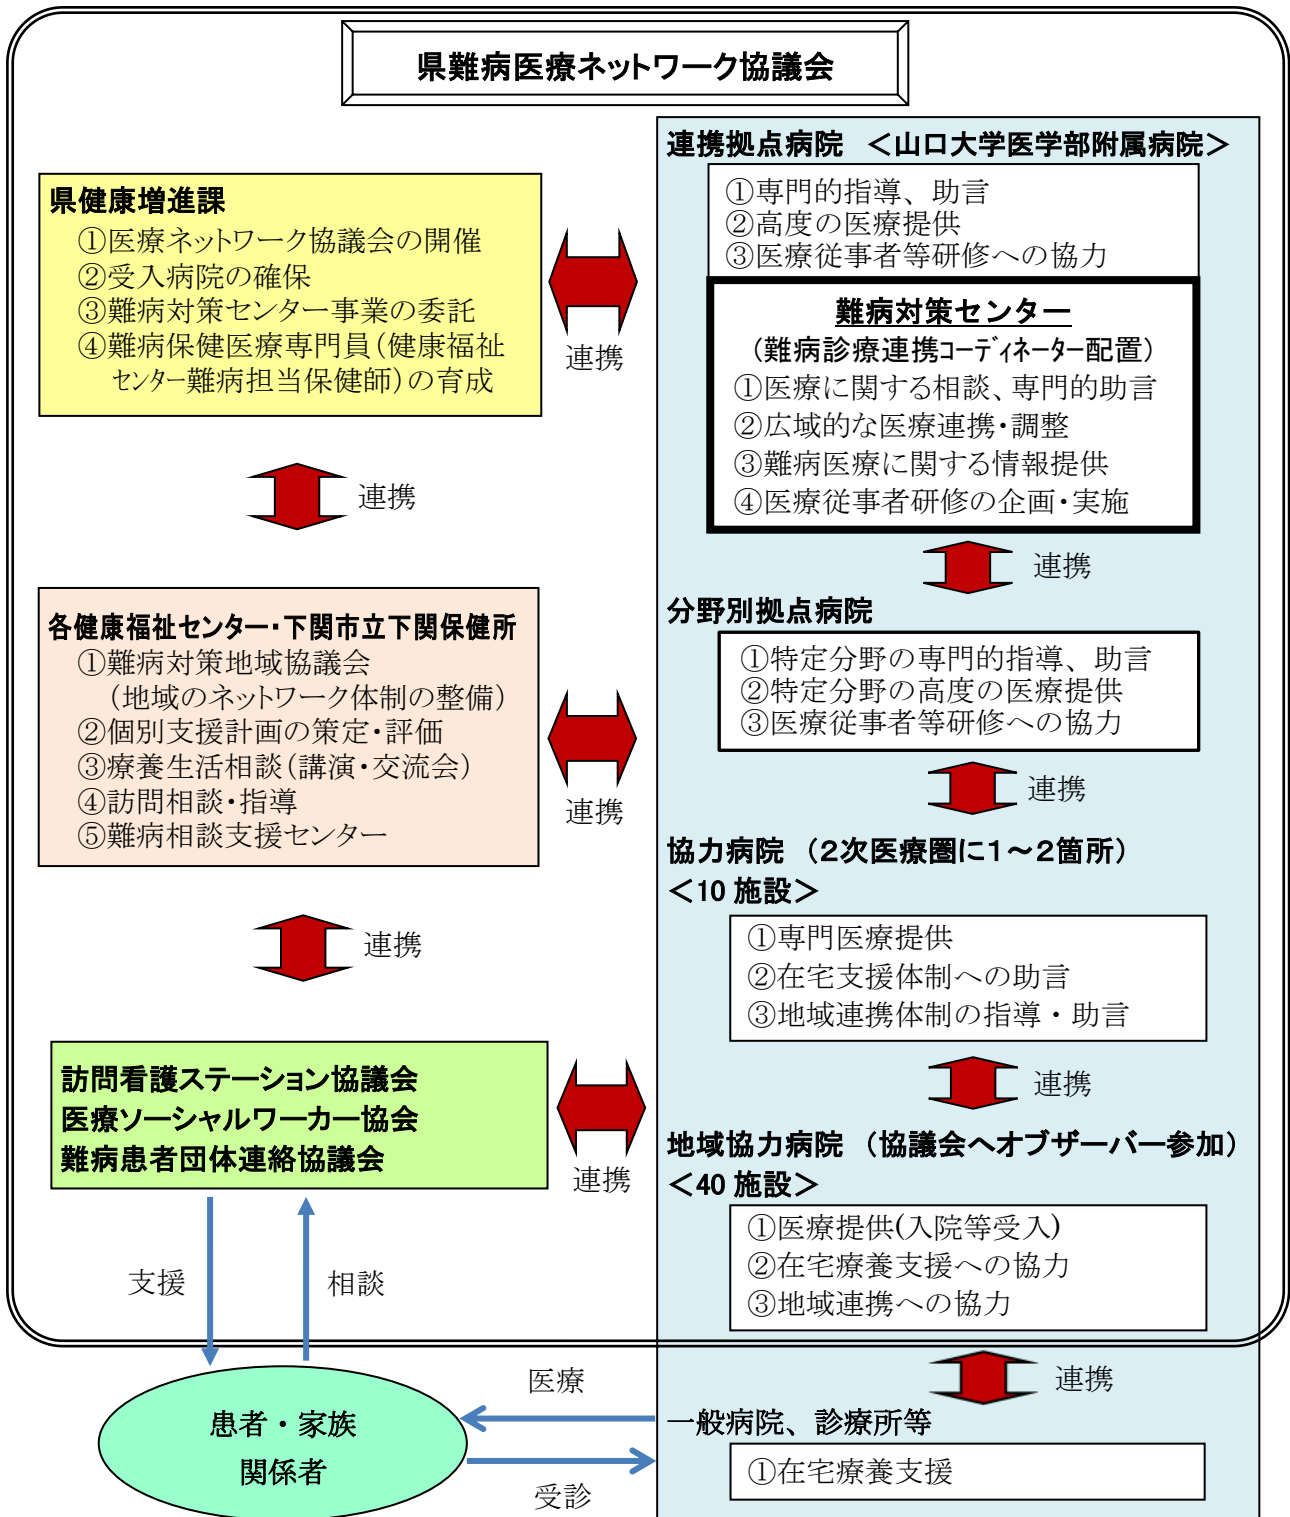 県難病医療ネットワーク協議会
県健康増進課
①医療ネットワーク協議会の開催
②受入病院の確保
③難病対策センター事業の委託
④難病保健医療専門員（健康福祉
センター難病担当保健師）の育成
連携
連携
各健康福祉センター・下関市立下関保健所
①難病対策地域協議会
（地域のネットワーク体制の整備）
②個別支援計画の策定・評価
③療養生活相談（講演・交流会）
④訪問相談・指導
⑤難病相談支援センター
連携
連携
訪問看護ステーション協議会
医療ソーシャルワーカー協会
難病患者団体連絡協議会
連携
支援
相談
連携拠点病院　＜山口大学医学部附属病院＞
①専門的指導、助言
②高度の医療提供
③医療従事者等研修への協力
難病対策センター
（難病診療連携コーディネーター配置）
①医療に関する相談、専門的助言
②広域的な医療連携・調整
③難病医療に関する情報提供
④医療従事者研修の企画・実施
連携
分野別拠点病院
①特定分野の専門的指導、助言
②特定分野の高度の医療提供
③医療従事者等研修への協力
連携
協力病院　（２次医療圏に１～２箇所）
＜10 施設＞
①専門医療提供
②在宅支援体制への助言
③地域連携体制の指導・助言
連携
地域協力病院　（協議会へオブザーバー参加）
＜40 施設＞
①医療提供(入院等受入)
②在宅療養支援への協力
③地域連携への協力
連携
一般病院、診療所等
①在宅療養支援
医療
受診
患者・家族
関係者